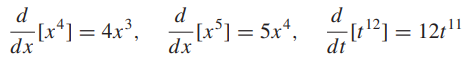 d/dx [x⁴] = 4x³, d/dx [x⁵] = 5x⁴, d/dt [t¹²] = 12t¹¹